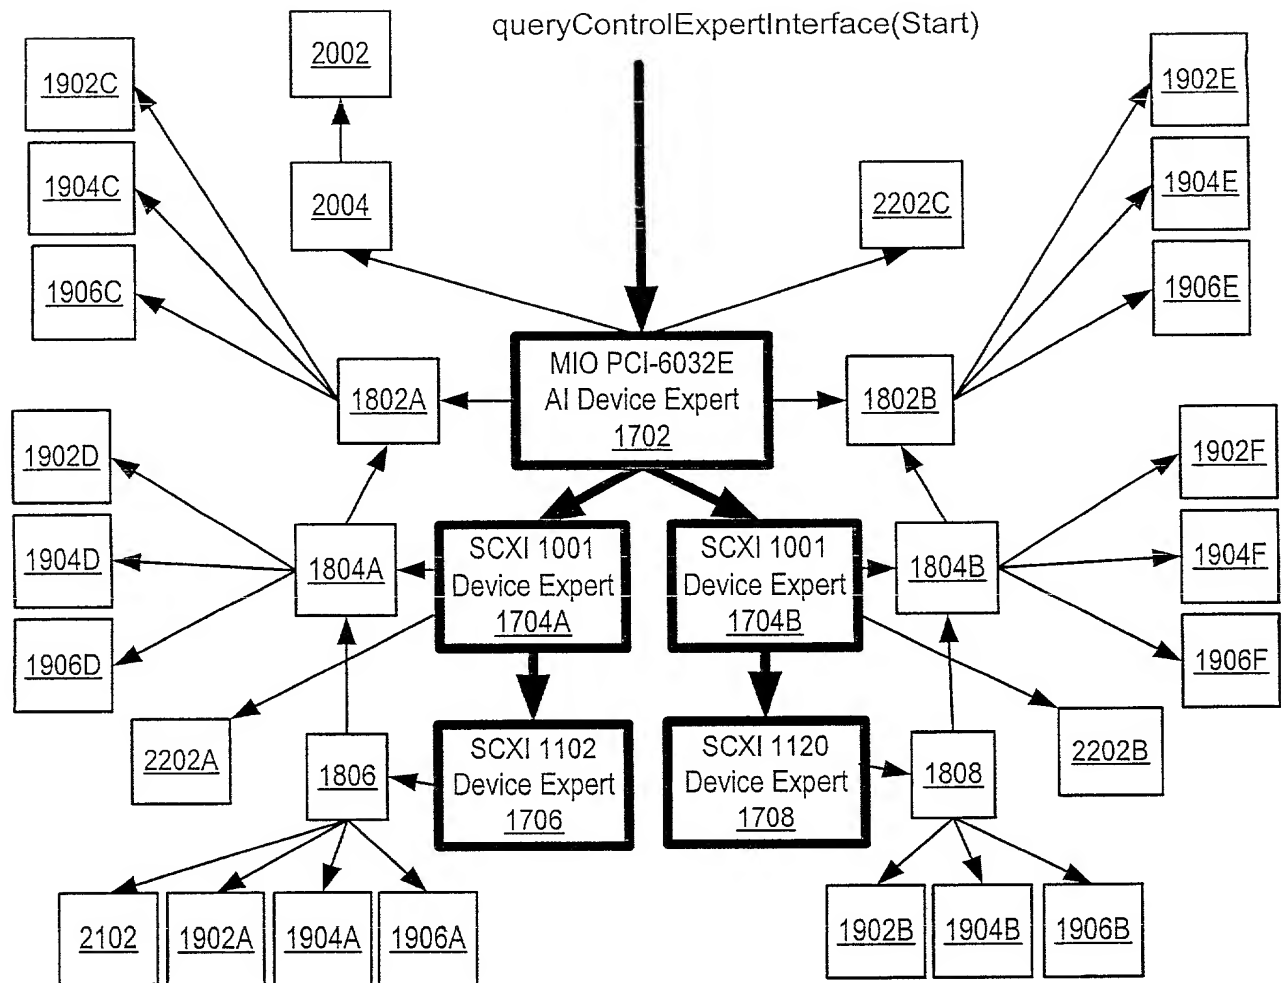 queryControlExpertInterface(Start)
1902C
2002
1902E
1904C
2004
2202C
1904E
1906C
1906E
MIO PCI-6032E
AI Device Expert
1702
1802A
1802B
1902D
1902F
1904D
1804A
SCXI 1001
Device Expert
1704A
SCXI 1001
Device Expert
1704B
1804B
1904F
1906D
1906F
2202A
1806
SCXI 1102
Device Expert
1706
SCXI 1120
Device Expert
1708
1808
2202B
2102
1902A
1904A
1906A
1902B
1904B
1906B